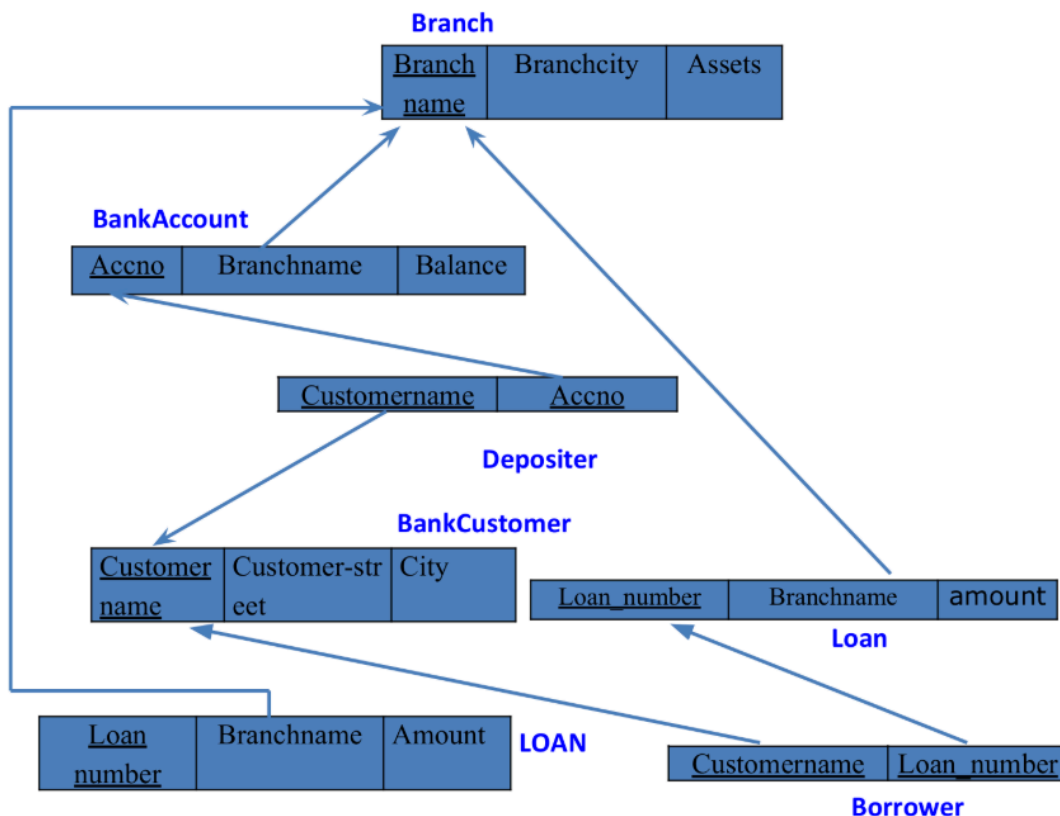 Branch
Branch
name
Branchcity
Assets
BankAccount
Accno
Branchname
Balance
Customername
Accno
Depositer
BankCustomer
Customer
name
Customer-str
eet
City
Loan_number
Branchname
amount
Loan
Loan
number
Branchname
Amount
LOAN
Customername
Loan_number
Borrower